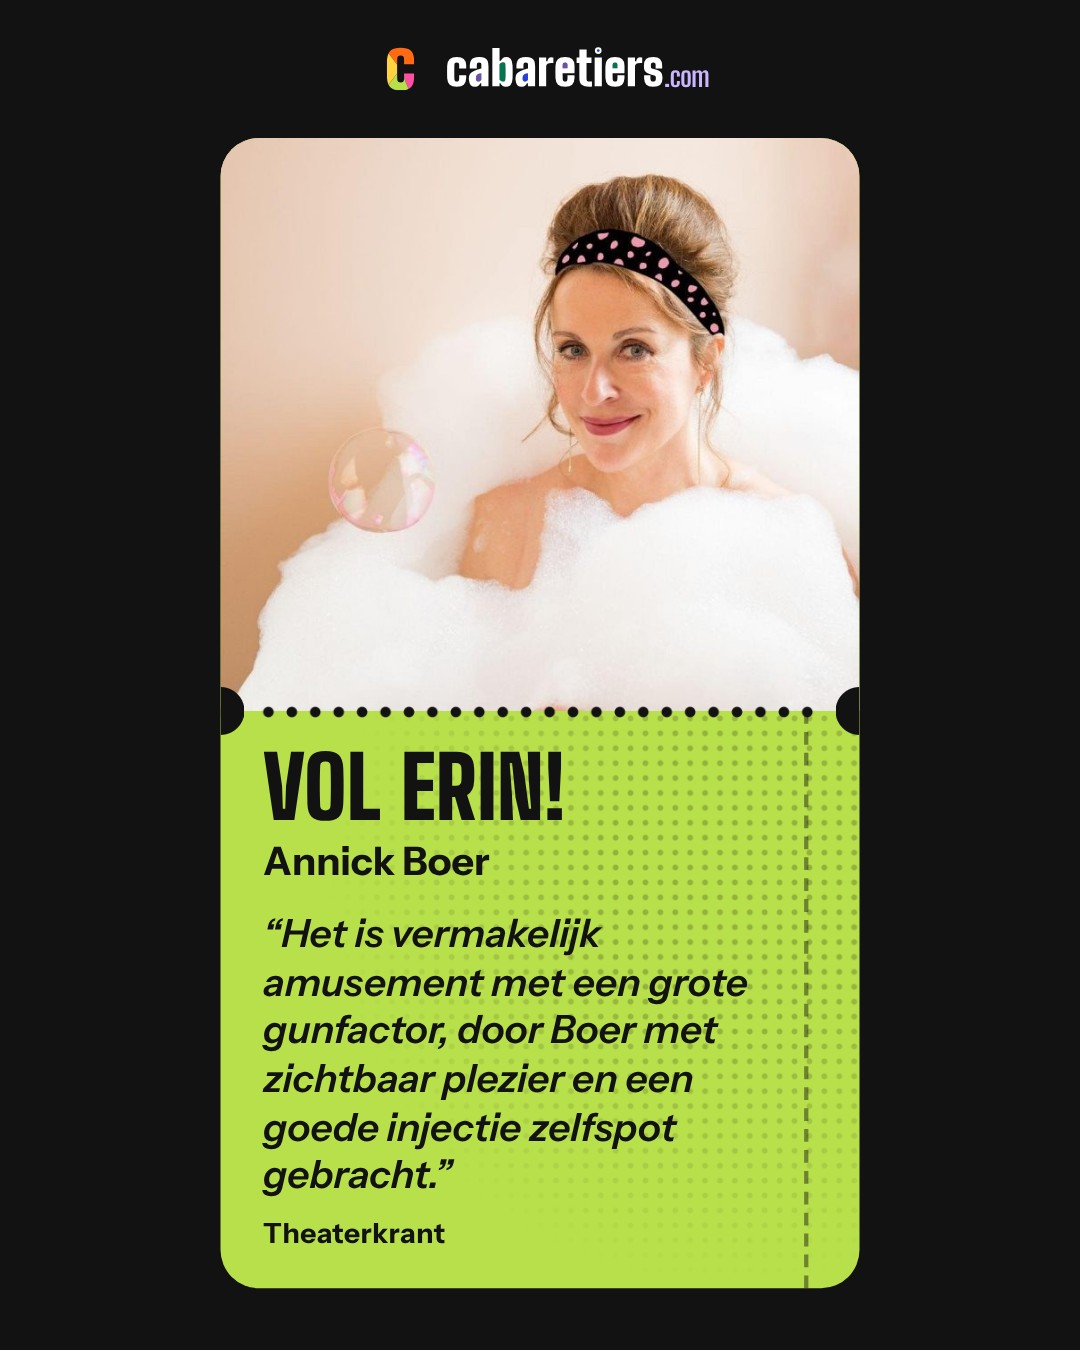 cabaretiers.com
VOL ERIN!
Annick Boer
“Het is vermakelijk
amusement met een grote
gunfactor, door Boer met
zichtbaar plezier en een
goede injectie zelfspot
gebracht.”
Theaterkrant